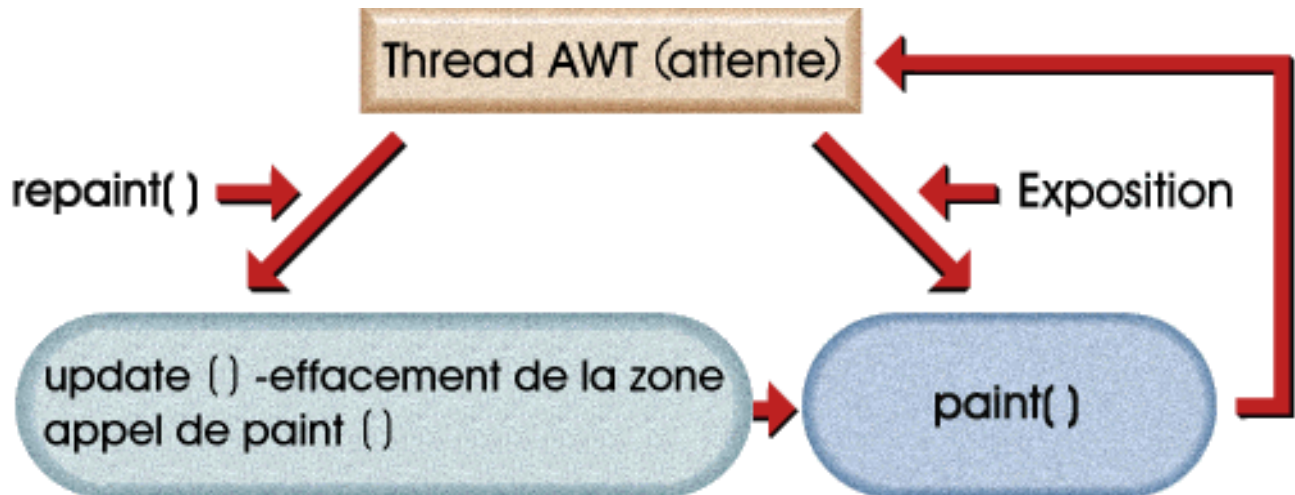 Thread AWT (attente)
repaint( )
Exposition
update ( ) -effacement de la zone
appel de paint ( )
paint( )